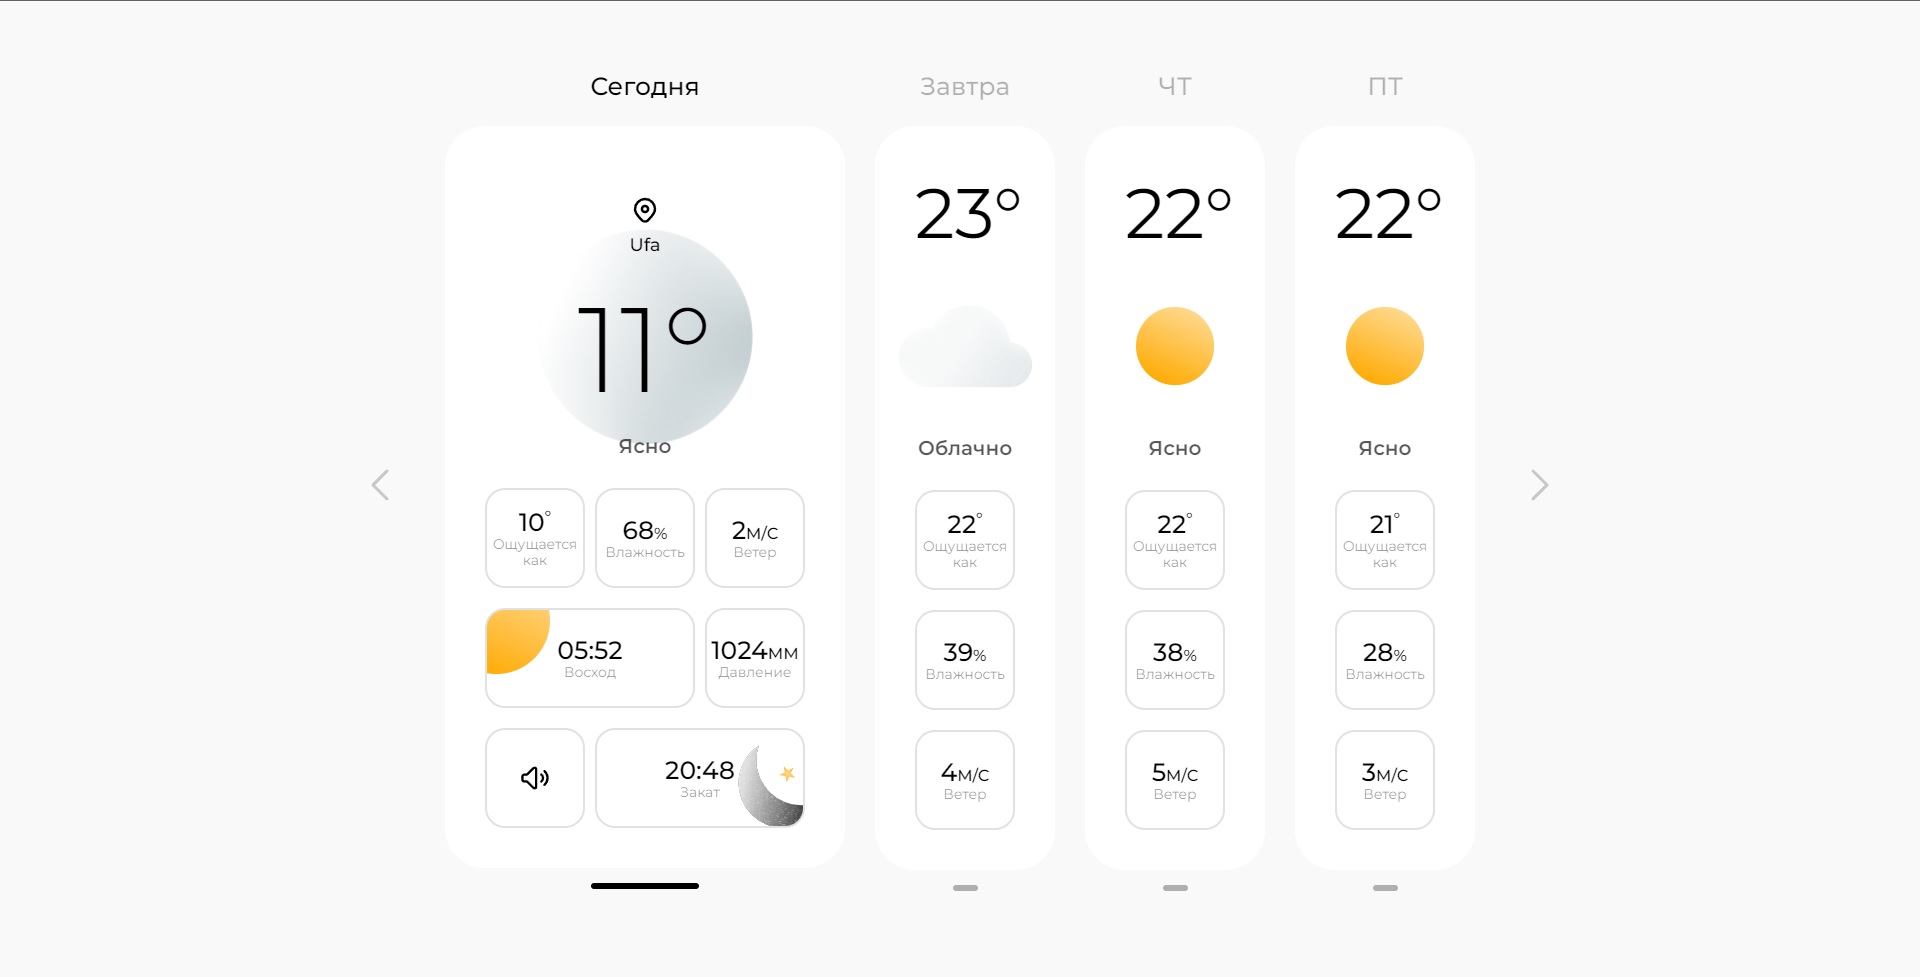 Сегодня
Ufa
11°
Ясно
10°
Ощущается
как
68%
Влажность
2м/с
Ветер
05:52
Восход
1024мм
Давление
20:48
Закат
Завтра
23°
Облачно
22°
Ощущается
как
39%
Влажность
4м/с
Ветер
ЧТ
22°
Ясно
22°
Ощущается
как
38%
Влажность
5м/с
Ветер
ПТ
22°
Ясно
21°
Ощущается
как
28%
Влажность
3м/с
Ветер